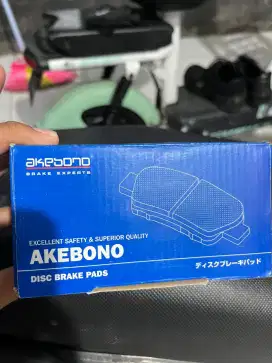 akebono
BRAKE EXPERTS
EXCELLENT SAFETY & SUPERIOR QUALITY
AKEBONO
DISC BRAKE PADS
ディスクブレーキパッド